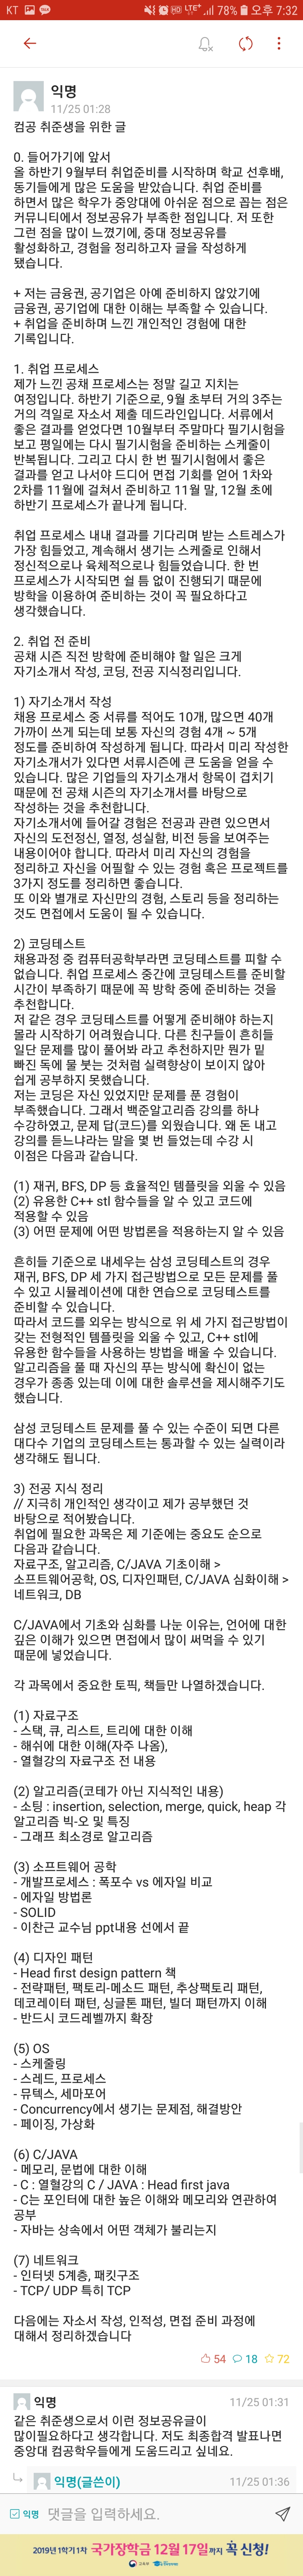 KT LTE+ 78% 오후 7:32
익명
11/25 01:28
컴공 취준생을 위한 글
0. 들어가기에 앞서
올 하반기 9월부터 취업준비를 시작하며 학교 선후배,
동기들에게 많은 도움을 받았습니다. 취업 준비를
하면서 많은 학우가 중앙대에 아쉬운 점으로 꼽는 점은
커뮤니티에서 정보공유가 부족한 점입니다. 저 또한
그런 점을 많이 느꼈기에, 중대 정보공유를
활성화하고, 경험을 정리하고자 글을 작성하게
됐습니다.
+ 저는 금융권, 공기업은 아예 준비하지 않았기에
금융권, 공기업에 대한 이해는 부족할 수 있습니다.
+ 취업을 준비하며 느낀 개인적인 경험에 대한
기록입니다.
1. 취업 프로세스
제가 느낀 공채 프로세스는 정말 길고 지치는
여정입니다. 하반기 기준으로, 9월 초부터 거의 3주는
거의 격일로 자소서 제출 데드라인입니다. 서류에서
좋은 결과를 얻었다면 10월부터 주말마다 필기시험을
보고 평일에는 다시 필기시험을 준비하는 스케줄이
반복됩니다. 그리고 다시 한 번 필기시험에서 좋은
결과를 얻고 나서야 드디어 면접 기회를 얻어 1차와
2차를 11월에 걸쳐서 준비하고 11월 말, 12월 초에
하반기 프로세스가 끝나게 됩니다.
취업 프로세스 내내 결과를 기다리며 받는 스트레스가
가장 힘들었고, 계속해서 생기는 스케줄로 인해서
정신적으로나 육체적으로나 힘들었습니다. 한 번
프로세스가 시작되면 쉴 틈 없이 진행되기 때문에
방학을 이용하여 준비하는 것이 꼭 필요하다고
생각했습니다.
2. 취업 전 준비
공채 시즌 직전 방학에 준비해야 할 일은 크게
자기소개서 작성, 코딩, 전공 지식정리입니다.
1) 자기소개서 작성
채용 프로세스 중 서류를 적어도 10개, 많으면 40개
가까이 쓰게 되는데 보통 자신의 경험 4개 ~ 5개
정도를 준비하여 작성하게 됩니다. 따라서 미리 작성한
자기소개서가 있다면 서류시즌에 큰 도움을 얻을 수
있습니다. 많은 기업들의 자기소개서 항목이 겹치기
때문에 전 공채 시즌의 자기소개서를 바탕으로
작성하는 것을 추천합니다.
자기소개서에 들어갈 경험은 전공과 관련 있으면서
자신의 도전정신, 열정, 성실함, 비전 등을 보여주는
내용이어야 합니다. 따라서 미리 자신의 경험을
정리하고 자신을 어필할 수 있는 경험 혹은 프로젝트를
3가지 정도를 정리하면 좋습니다.
또 이와 별개로 자신만의 경험, 스토리 등을 정리하는
것도 면접에서 도움이 될 수 있습니다.
2) 코딩테스트
채용과정 중 컴퓨터공학부라면 코딩테스트를 피할 수
없습니다. 취업 프로세스 중간에 코딩테스트를 준비할
시간이 부족하기 때문에 꼭 방학 중에 준비하는 것을
추천합니다.
저 같은 경우 코딩테스트를 어떻게 준비해야 하는지
몰라 시작하기 어려웠습니다. 다른 친구들이 흔히들
일단 문제를 많이 풀어봐 라고 추천하지만 뭔가 밑
빠진 독에 물 붓는 것처럼 실력향상이 보이지 않아
쉽게 공부하지 못했습니다.
저는 코딩은 자신 있었지만 문제를 푼 경험이
부족했습니다. 그래서 백준알고리즘 강의를 하나
수강하였고, 문제 답(코드)를 외웠습니다. 왜 돈 내고
강의를 듣느냐라는 말을 몇 번 들었는데 수강 시
이점은 다음과 같습니다.
(1) 재귀, BFS, DP 등 효율적인 템플릿을 외울 수 있음
(2) 유용한 C++ stl 함수들을 알 수 있고 코드에
적용할 수 있음
(3) 어떤 문제에 어떤 방법론을 적용하는지 알 수 있음
흔히들 기준으로 내세우는 삼성 코딩테스트의 경우
재귀, BFS, DP 세 가지 접근방법으로 모든 문제를 풀
수 있고 시뮬레이션에 대한 연습으로 코딩테스트를
준비할 수 있습니다.
따라서 코드를 외우는 방식으로 위 세 가지 접근방법이
갖는 전형적인 템플릿을 외울 수 있고, C++ stl에
유용한 함수들을 사용하는 방법을 배울 수 있습니다.
알고리즘을 풀 때 자신의 푸는 방식에 확신이 없는
경우가 종종 있는데 이에 대한 솔루션을 제시해주기도
했습니다.
삼성 코딩테스트 문제를 풀 수 있는 수준이 되면 다른
대다수 기업의 코딩테스트는 통과할 수 있는 실력이라
생각해도 됩니다.
3) 전공 지식 정리
// 지극히 개인적인 생각이고 제가 공부했던 것
바탕으로 적어봤습니다.
취업에 필요한 과목은 제 기준에는 중요도 순으로
다음과 같습니다.
자료구조, 알고리즘, C/JAVA 기초이해 >
소프트웨어공학, OS, 디자인패턴, C/JAVA 심화이해 >
네트워크, DB
C/JAVA에서 기초와 심화를 나눈 이유는, 언어에 대한
깊은 이해가 있으면 면접에서 많이 써먹을 수 있기
때문에 넣었습니다.
각 과목에서 중요한 토픽, 책들만 나열하겠습니다.
(1) 자료구조
- 스택, 큐, 리스트, 트리에 대한 이해
- 해쉬에 대한 이해(자주 나옴),
- 열혈강의 자료구조 전 내용
(2) 알고리즘(코테가 아닌 지식적인 내용)
- 소팅 : insertion, selection, merge, quick, heap 각
알고리즘 빅-오 및 특징
- 그래프 최소경로 알고리즘
(3) 소프트웨어 공학
- 개발프로세스 : 폭포수 vs 에자일 비교
- 에자일 방법론
- SOLID
- 이찬근 교수님 ppt내용 선에서 끝
(4) 디자인 패턴
- Head first design pattern 책
- 전략패턴, 팩토리-메소드 패턴, 추상팩토리 패턴,
데코레이터 패턴, 싱글톤 패턴, 빌더 패턴까지 이해
- 반드시 코드레벨까지 확장
(5) OS
- 스케줄링
- 스레드, 프로세스
- 뮤텍스, 세마포어
- Concurrency에서 생기는 문제점, 해결방안
- 페이징, 가상화
(6) C/JAVA
- 메모리, 문법에 대한 이해
- C : 열혈강의 C / JAVA : Head first java
- C는 포인터에 대한 높은 이해와 메모리와 연관하여
공부
- 자바는 상속에서 어떤 객체가 불리는지
(7) 네트워크
- 인터넷 5계층, 패킷구조
- TCP/ UDP 특히 TCP
다음에는 자소서 작성, 인적성, 면접 준비 과정에
대해서 정리하겠습니다
54 18 72
익명 11/25 01:31
같은 취준생으로서 이런 정보공유글이
많이필요하다고 생각합니다. 저도 최종합격 발표나면
중앙대 컴공학우들에게 도움드리고 싶네요.
익명(글쓴이) 11/25 01:36
익명 댓글을 입력하세요.
2019년 1학기 1차 국가장학금 12월 17일까지 꼭 신청!